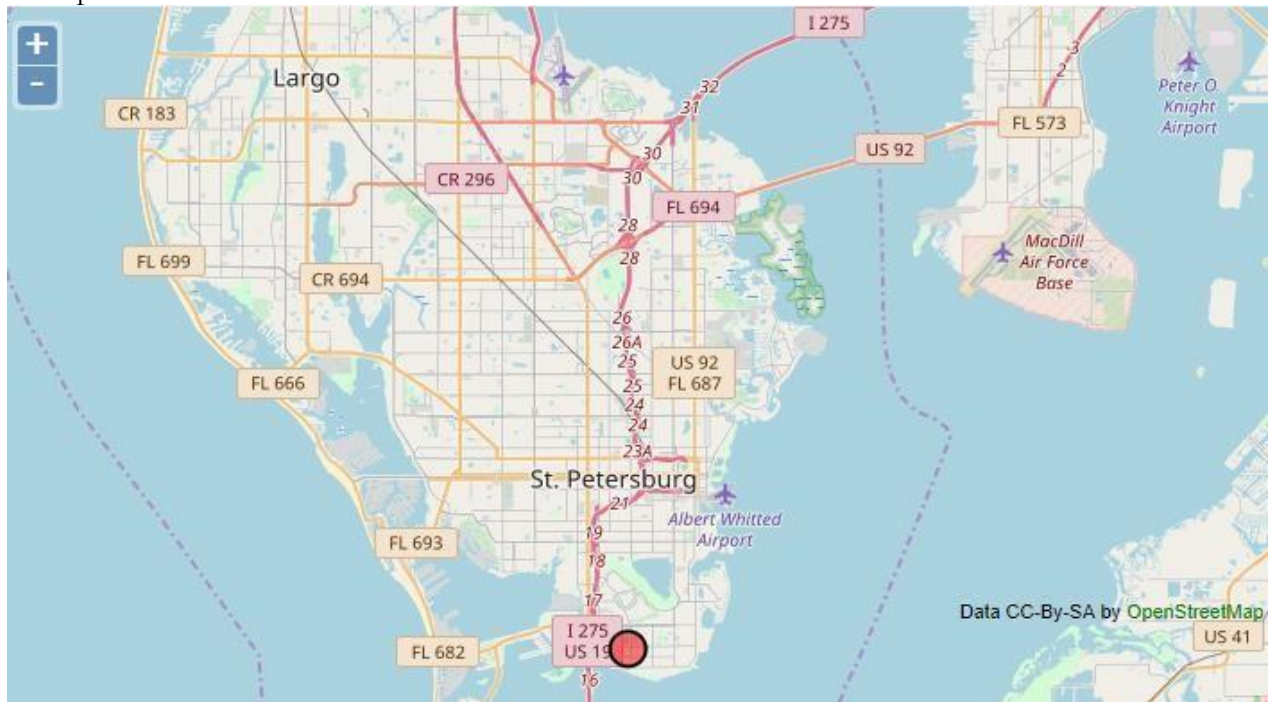 +
-
Largo
CR 183
I 275
32
31
3
2
Peter O.
Knight
Airport
FL 573
US 92
30
30
CR 296
FL 694
28
28
MacDill
Air Force
Base
FL 699
CR 694
26
26A
25
25
24
24
23A
US 92
FL 687
FL 666
St. Petersburg
21
Albert Whitted
Airport
19
18
17
FL 693
I 275
US 19
16
FL 682
Data CC-By-SA by OpenStreetMap
US 41